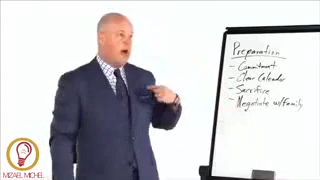 Preparation
- Commitment
- Clear Calendar
- Sacrifice
- Negotiate w/Family
MIZAEL MICHEL